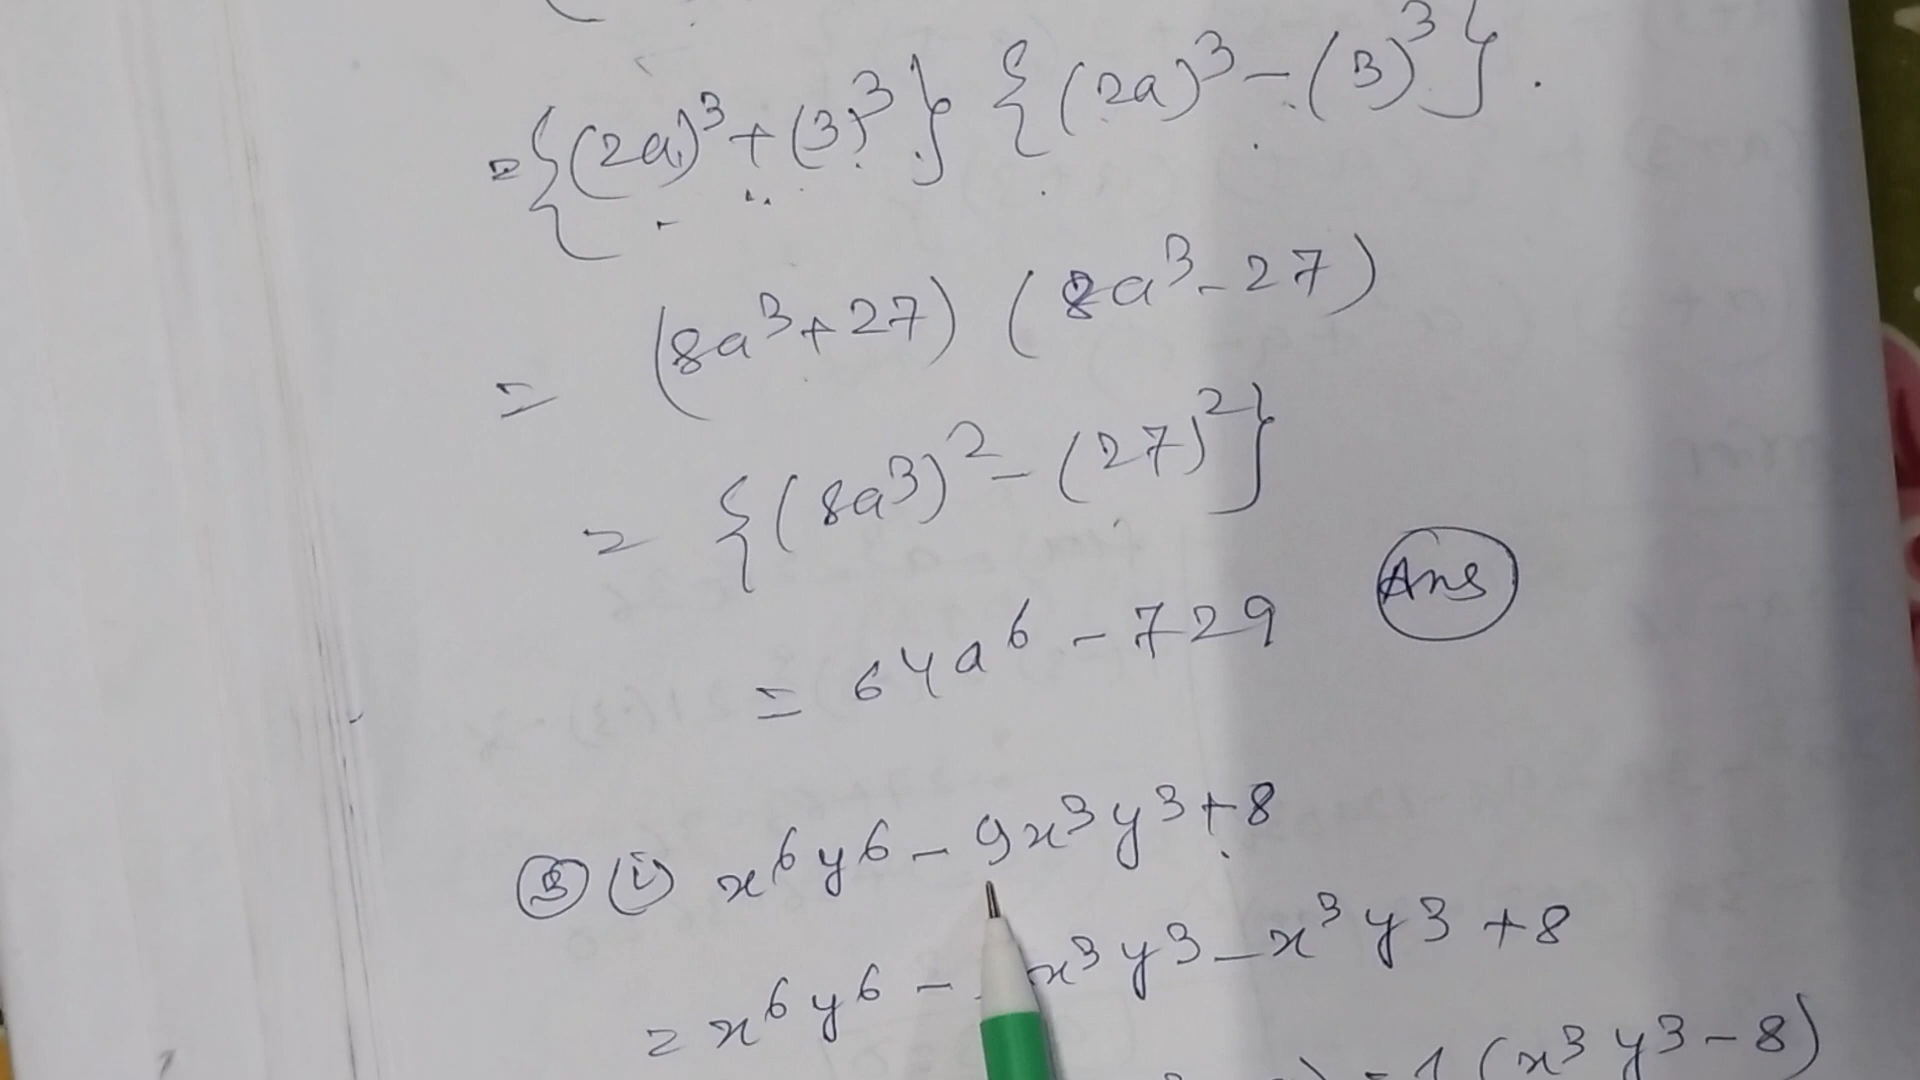 ={(2a)³+(3)³} {(2a)³-(3)³}.
= (8a³+27) (8a³-27)
= {(8a³)²-(27)²}
= 64a⁶-729 Ans
③ (i) x⁶y⁶-9x³y³+8
=x⁶y⁶- x³y³-x³y³+8
)-1(x³y³-8)